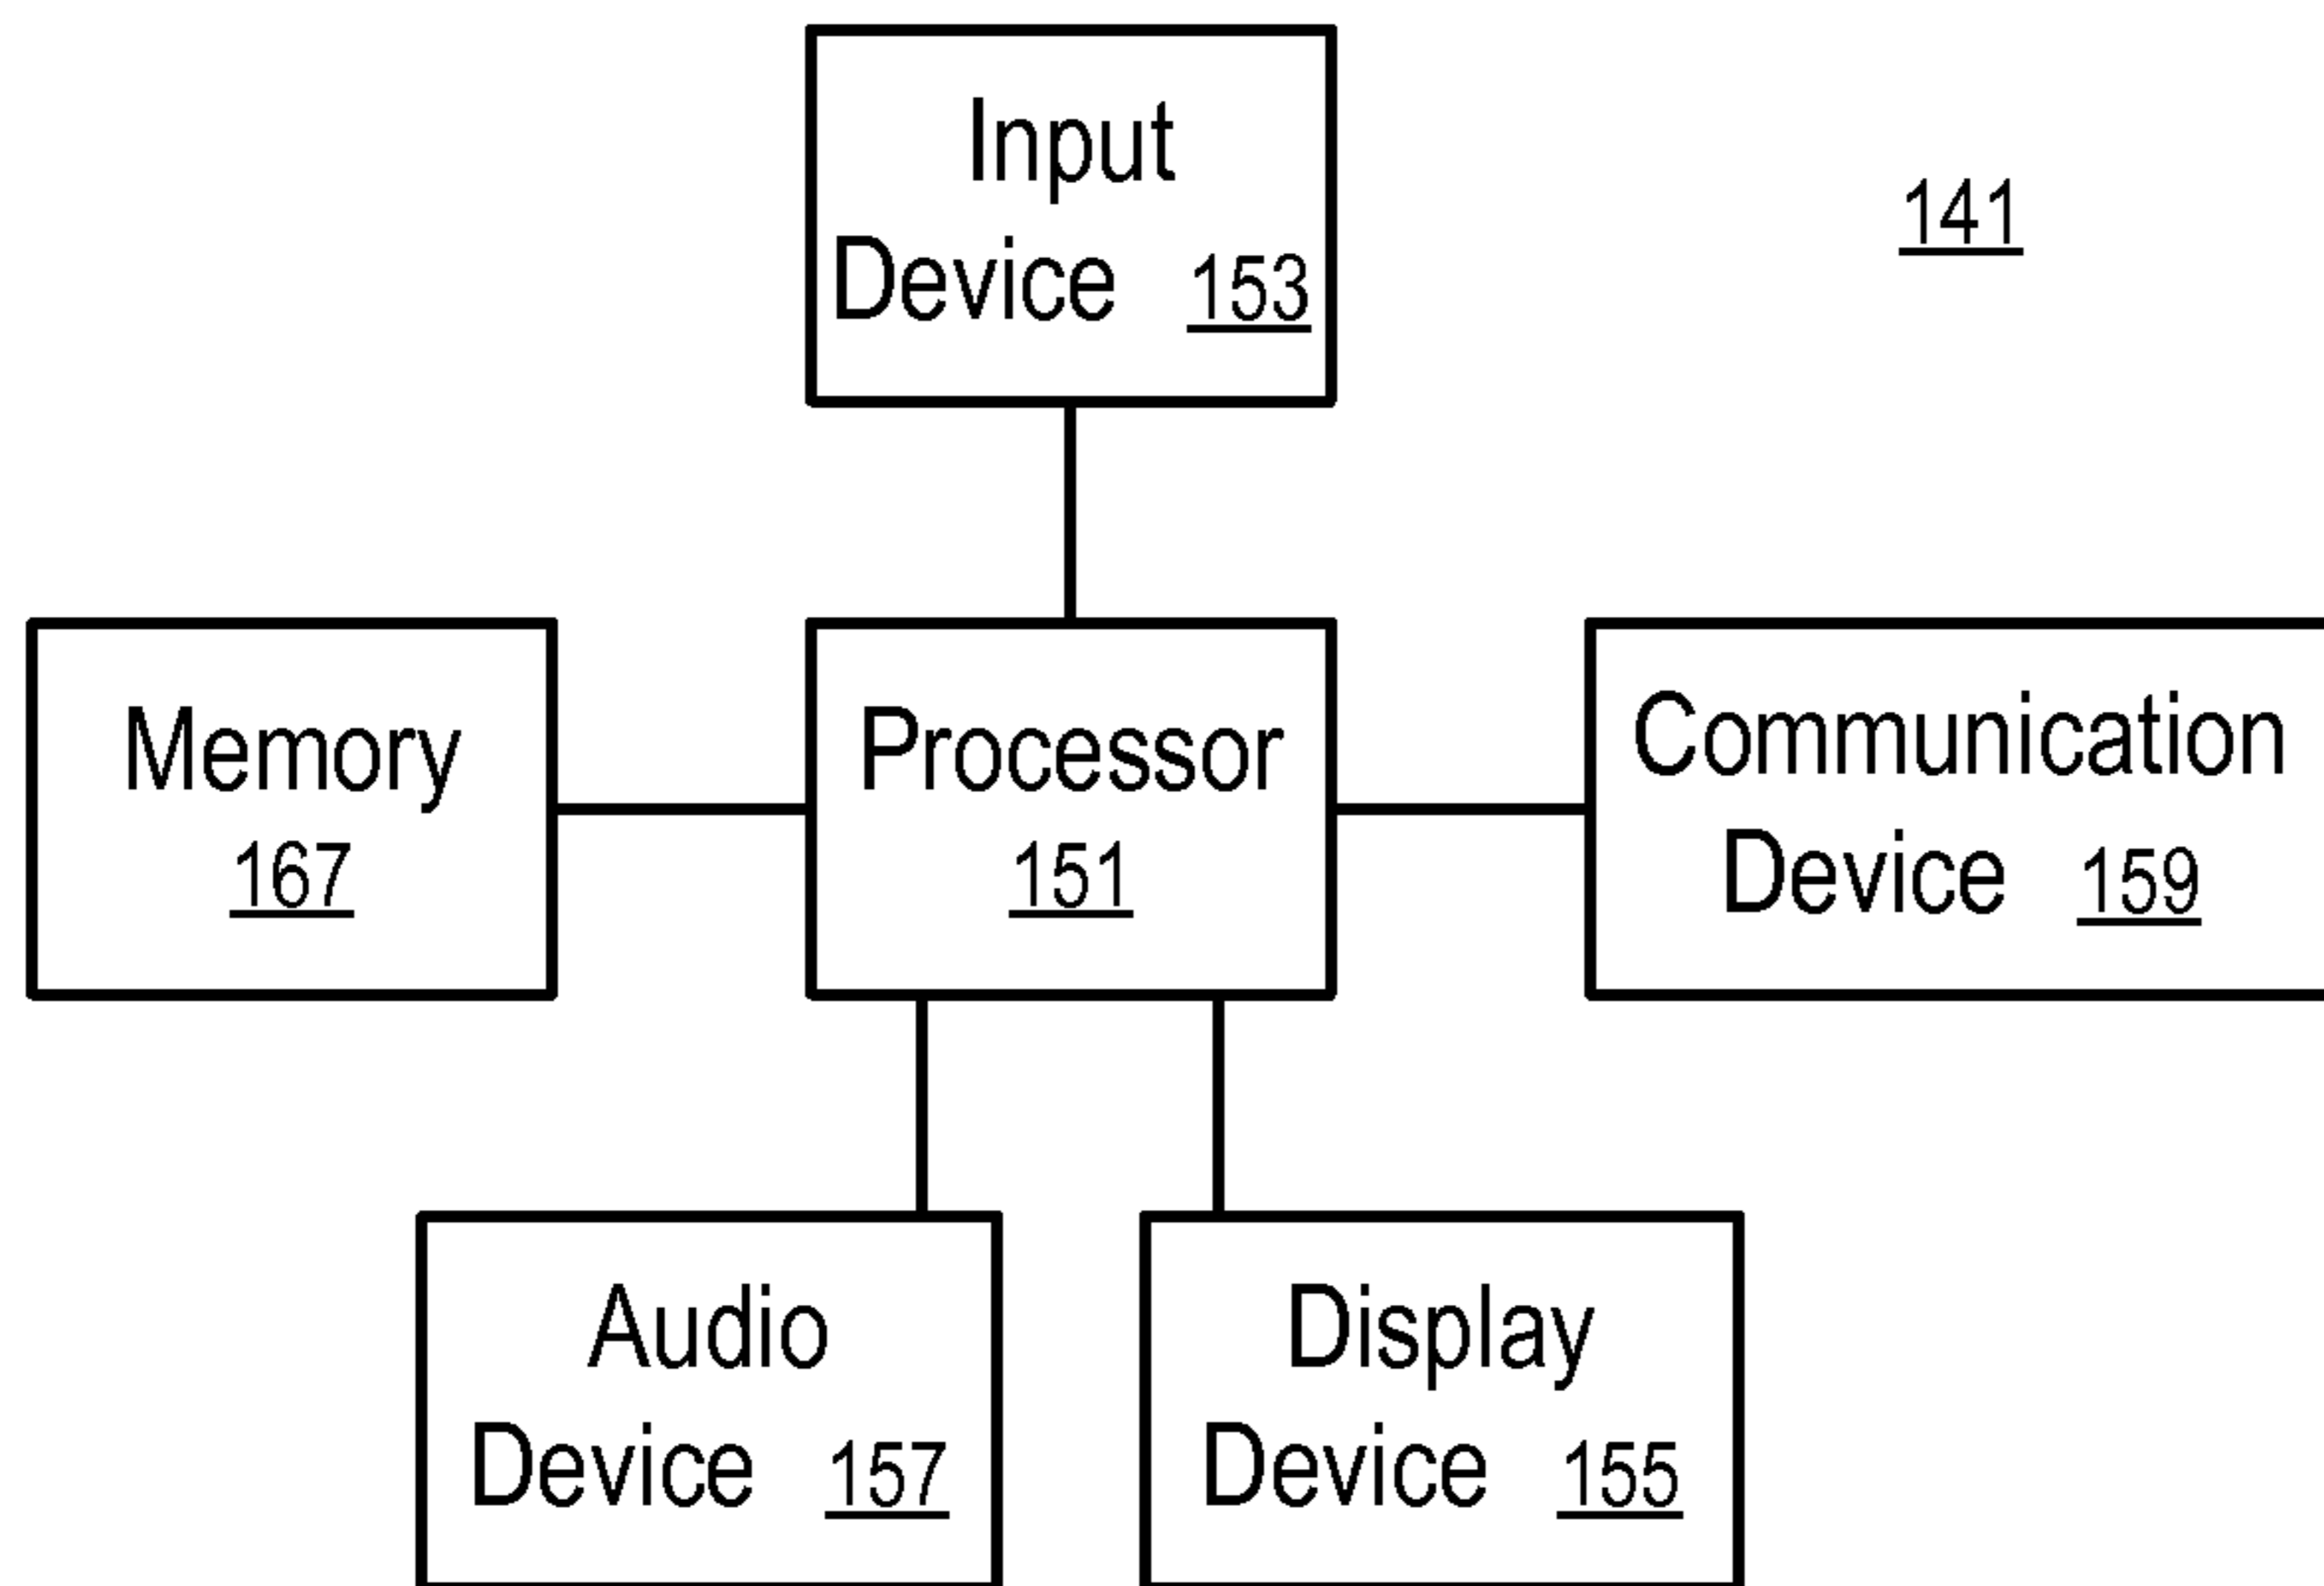 Input
Device 153
141
Memory
167
Processor
151
Communication
Device 159
Audio
Device 157
Display
Device 155